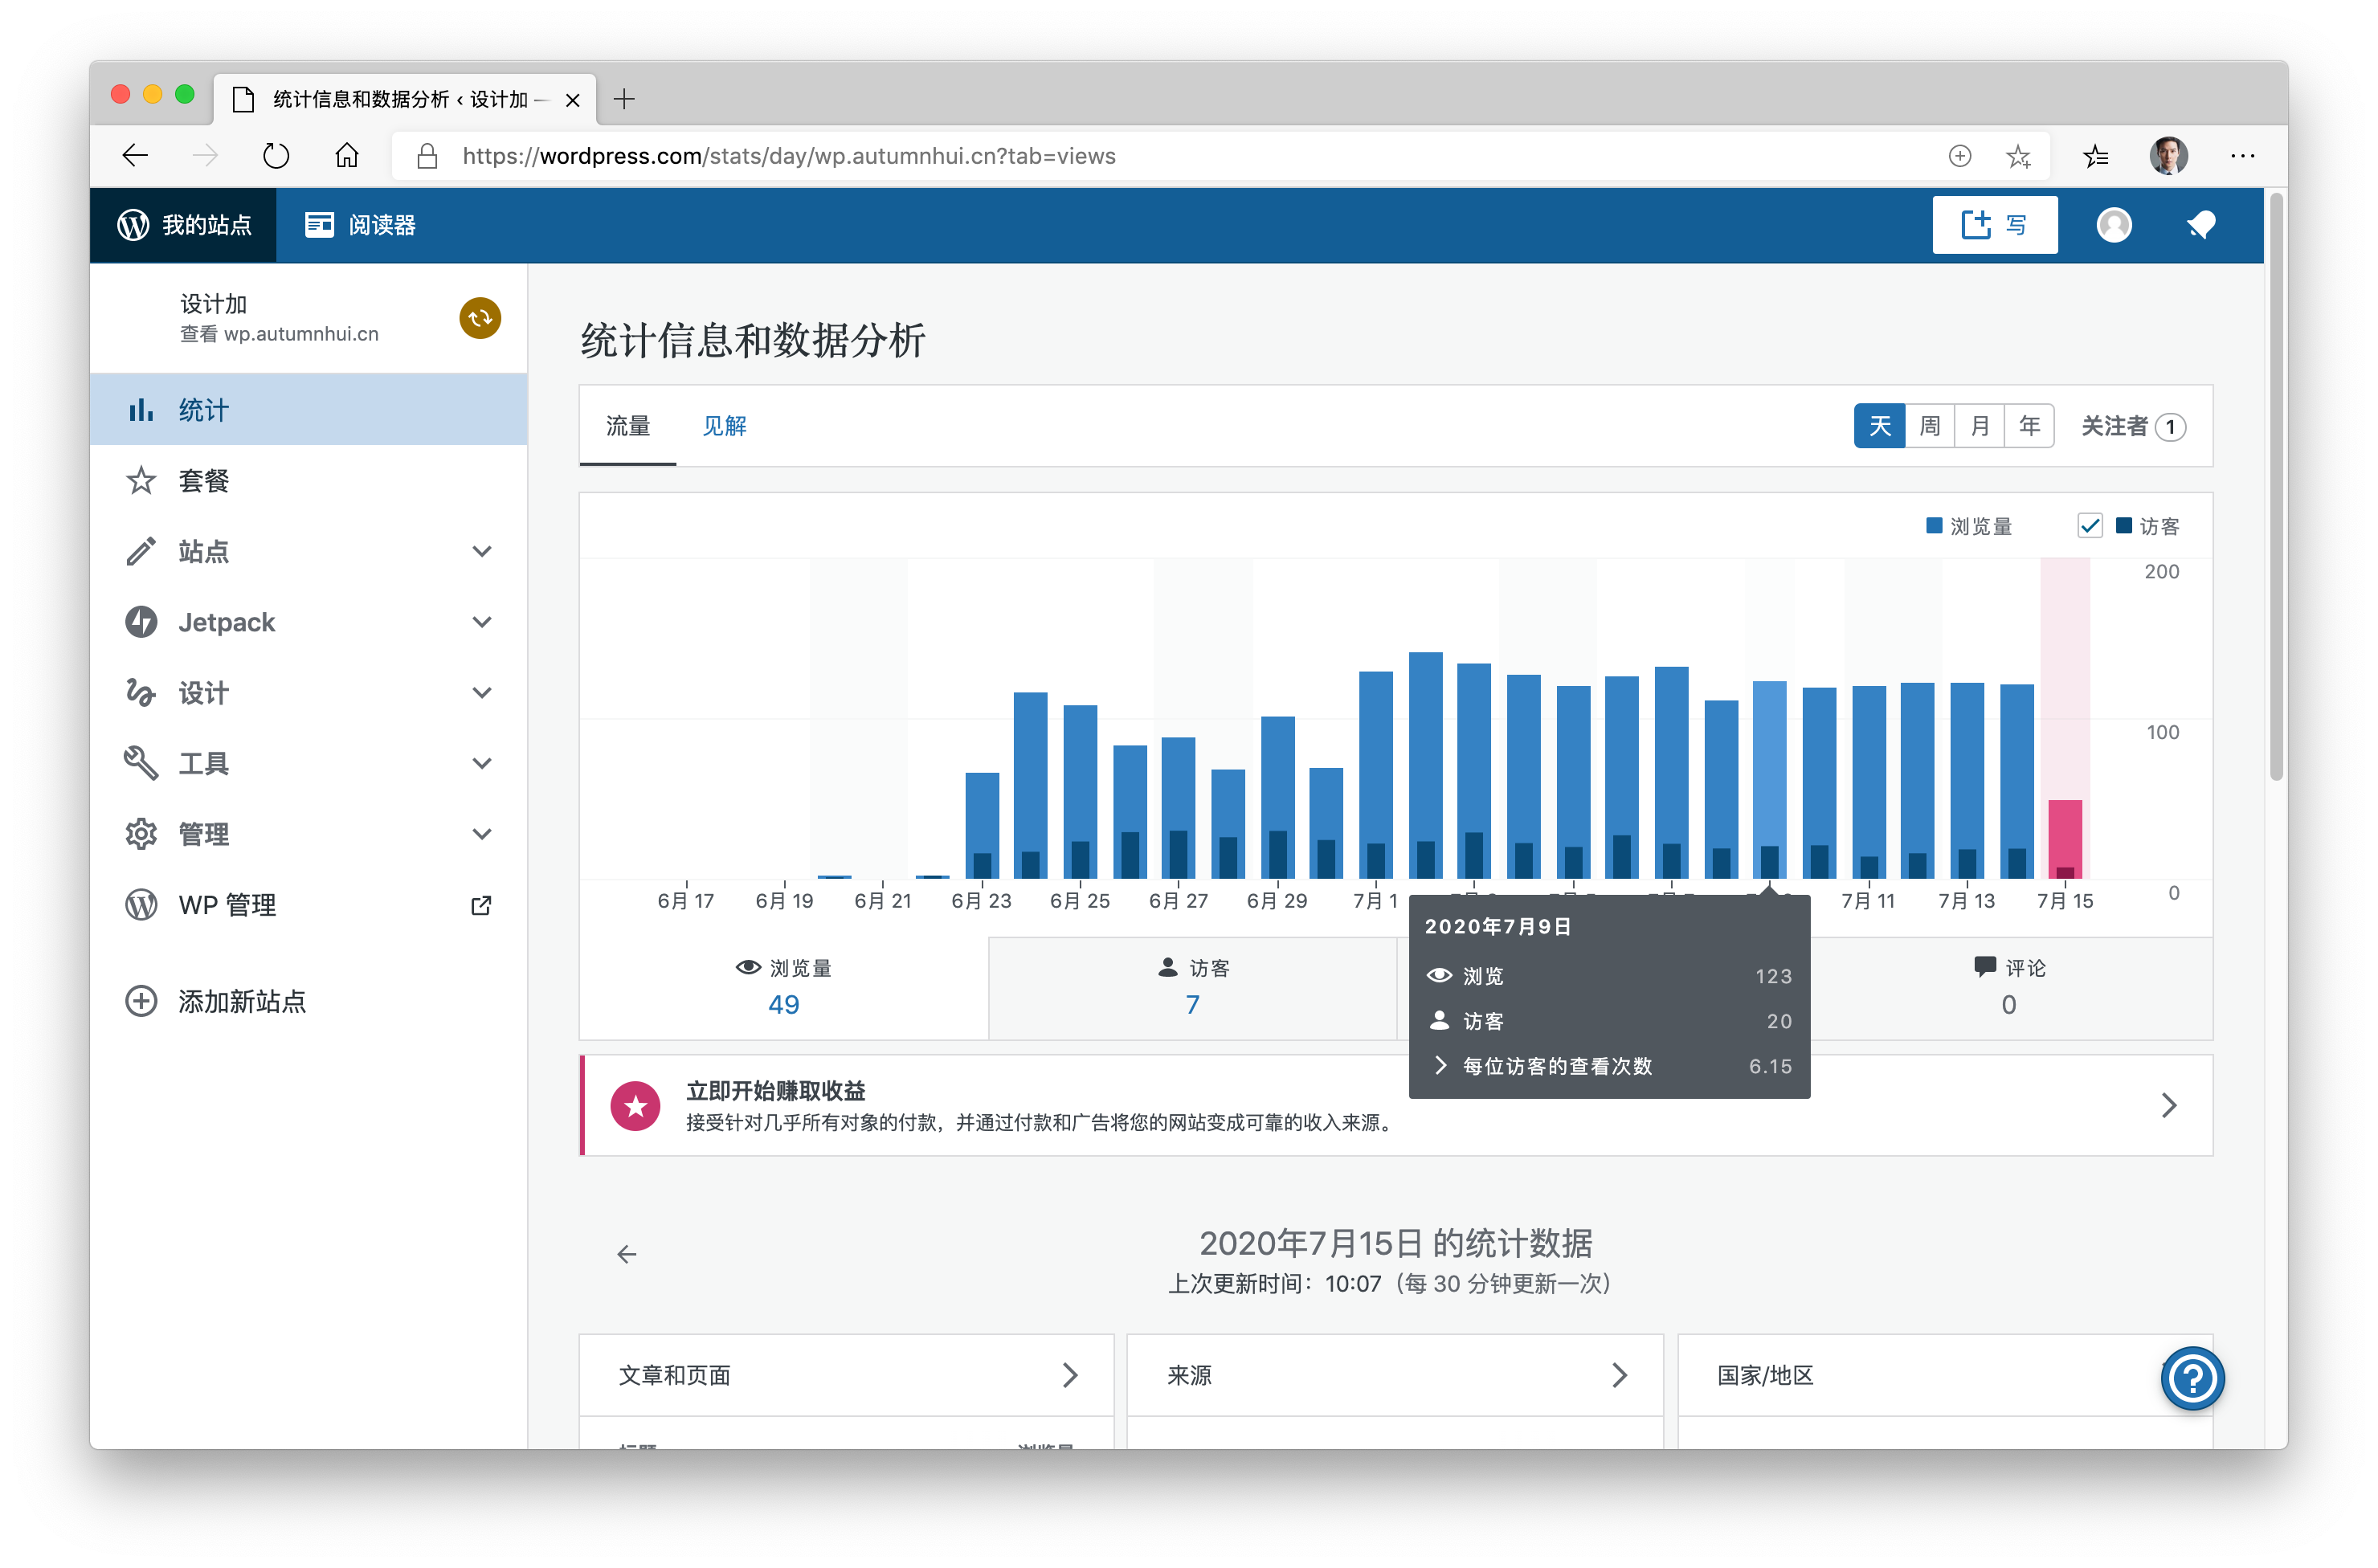 统计信息和数据分析 ‹ 设计加 —
https://wordpress.com/stats/day/wp.autumnhui.cn?tab=views
我的站点
阅读器
写
设计加
查看 wp.autumnhui.cn
统计
套餐
站点
Jetpack
设计
工具
管理
WP 管理
添加新站点
统计信息和数据分析
流量
见解
天
周
月
年
关注者 1
浏览量
访客
200
100
0
6月 17
6月 19
6月 21
6月 23
6月 25
6月 27
6月 29
7月 1
7月 11
7月 13
7月 15
2020年7月9日
浏览 123
访客 20
每位访客的查看次数 6.15
浏览量
49
访客
7
评论
0
立即开始赚取收益
接受针对几乎所有对象的付款，并通过付款和广告将您的网站变成可靠的收入来源。
2020年7月15日 的统计数据
上次更新时间：10:07（每 30 分钟更新一次）
文章和页面
来源
国家/地区